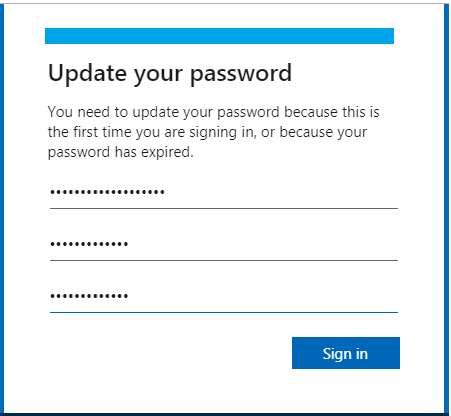 Update your password
You need to update your password because this is
the first time you are signing in, or because your
password has expired.
•••••••••••••••••••
•••••••••••••
•••••••••••••
Sign in